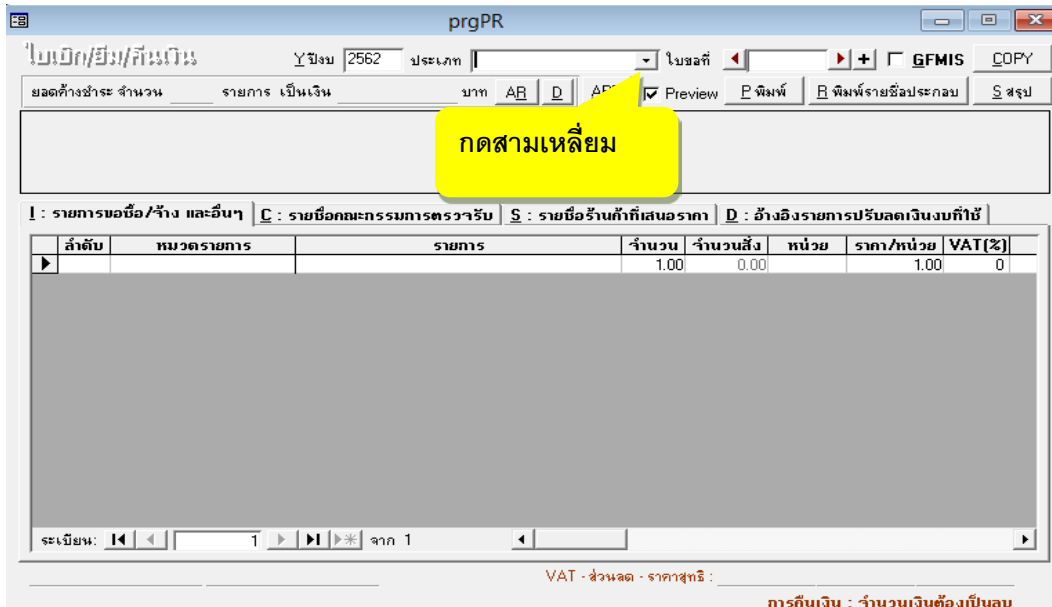 prgPR
ใบเบิก/ยืม/คืนเงิน Y ปีงบ 2562 ประเภท ใบขอที่ + GFMIS COPY
ยอดค้างชำระ จำนวน รายการ เป็นเงิน บาท AR D Preview P พิมพ์ R พิมพ์รายชื่อประกอบ S สรุป
กดสามเหลี่ยม
I : รายการขอซื้อ/จ้าง และอื่นๆ C : รายชื่อคณะกรรมการตรวจรับ S : รายชื่อร้านค้าที่เสนอราคา D : อ้างอิงรายการปรับลดเงินงบที่ใช้
ลำดับ หมวดรายการ รายการ จำนวน จำนวนสั่ง หน่วย ราคา/หน่วย VAT(%)
1.00 0.00 1.00 0
ระเบียน: 1 จาก 1
VAT - ส่วนลด - ราคาสุทธิ :
การคืนเงิน : จำนวนเงินต้องเป็นลบ